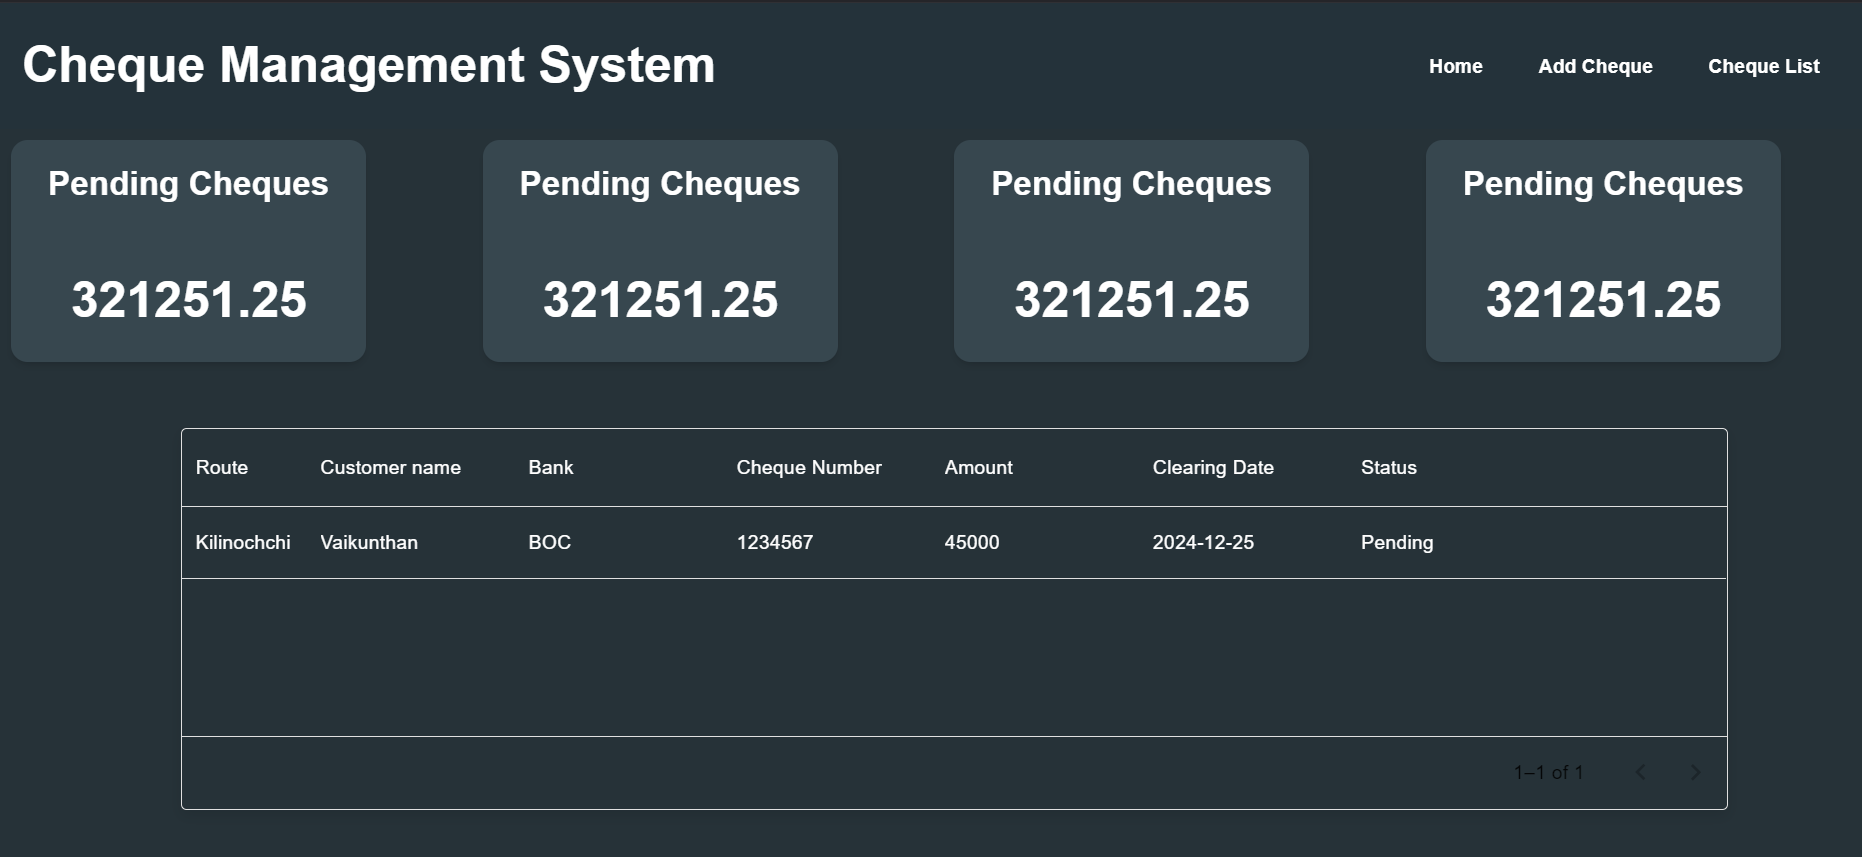 Cheque Management System
Home Add Cheque Cheque List
Pending Cheques Pending Cheques Pending Cheques Pending Cheques
321251.25 321251.25 321251.25 321251.25
Route Customer name Bank Cheque Number Amount Clearing Date Status
Kilinochchi Vaikunthan BOC 1234567 45000 2024-12-25 Pending
1–1 of 1